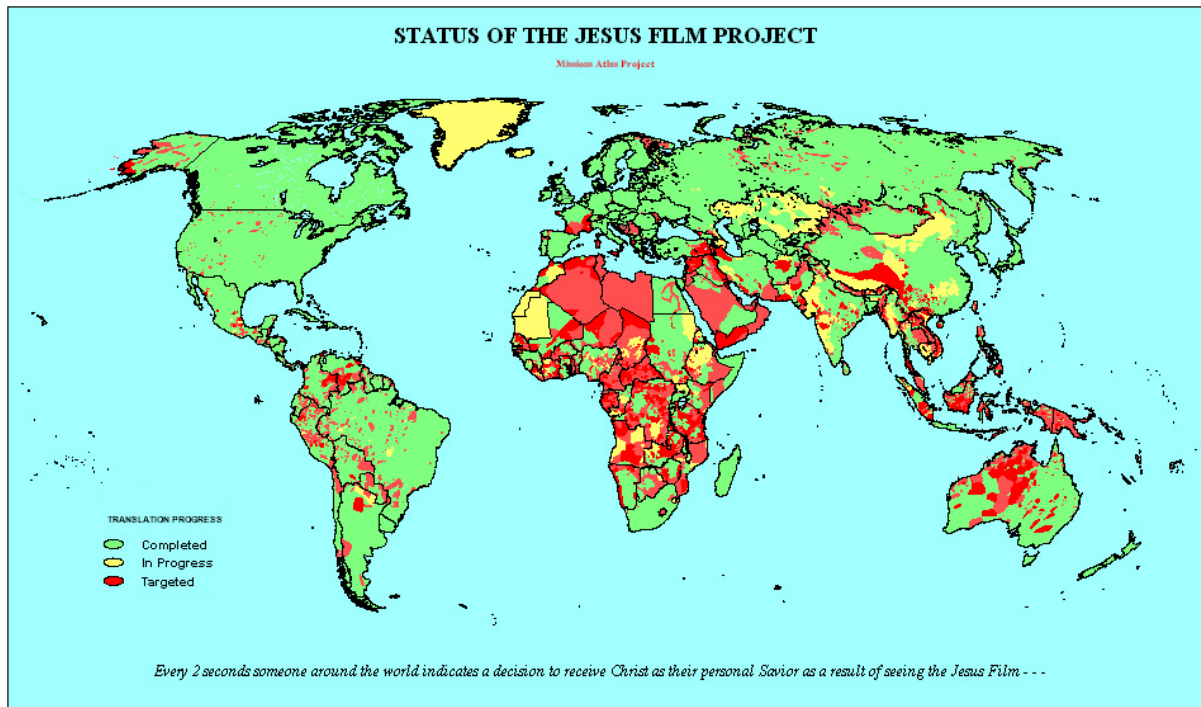 STATUS OF THE JESUS FILM PROJECT
Missions Atlas Project
TRANSLATION PROGRESS
Completed
In Progress
Targeted
Every 2 seconds someone around the world indicates a decision to receive Christ as their personal Savior as a result of seeing the Jesus Film - - -